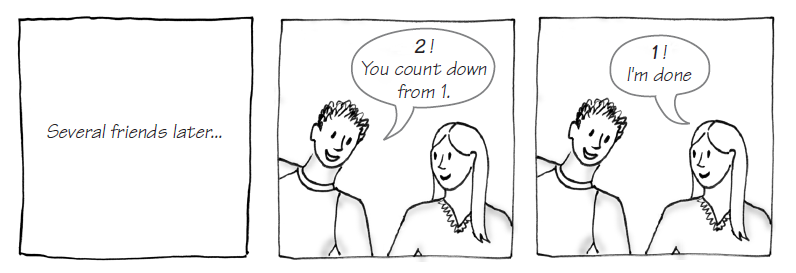 Several friends later...
2!
You count down
from 1.
1!
I'm done